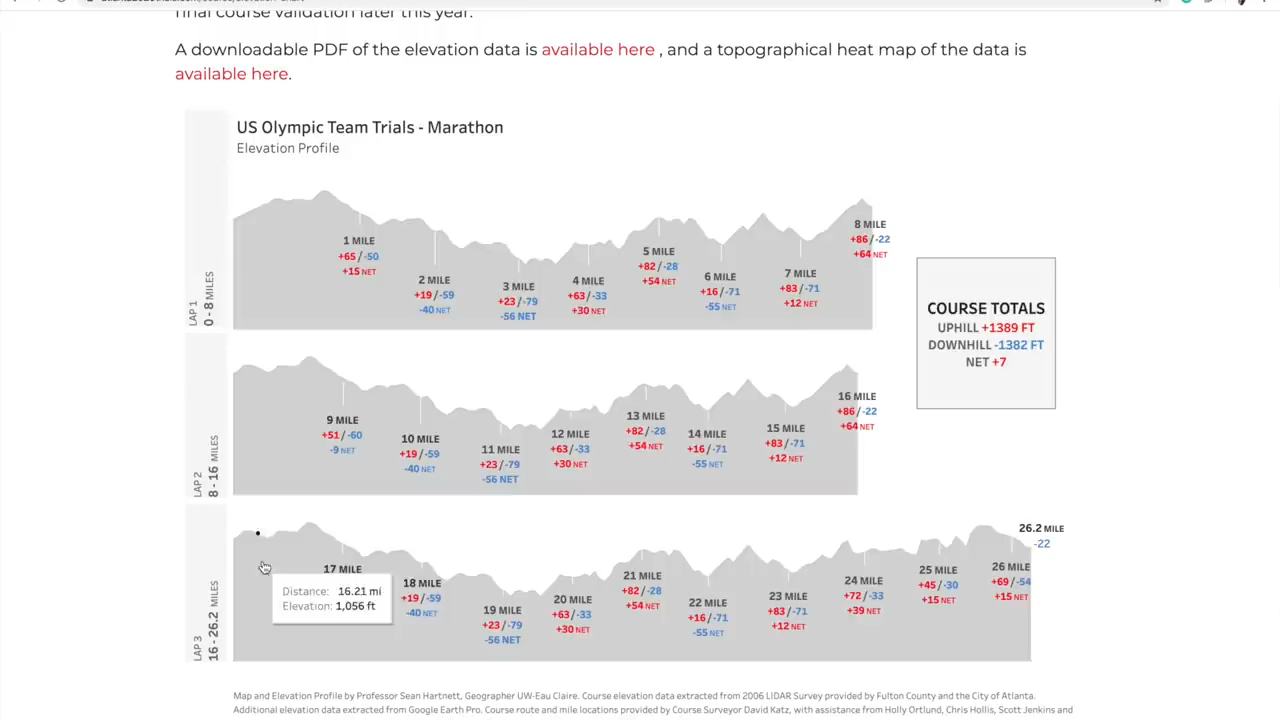 final course validation later this year.
A downloadable PDF of the elevation data is available here , and a topographical heat map of the data is
available here.
US Olympic Team Trials - Marathon
Elevation Profile
LAP 1
0 - 8 MILES
1 MILE
+65 / -50
+15 NET
2 MILE
+19 / -59
-40 NET
3 MILE
+23 / -79
-56 NET
4 MILE
+63 / -33
+30 NET
5 MILE
+82 / -28
+54 NET
6 MILE
+16 / -71
-55 NET
7 MILE
+83 / -71
+12 NET
8 MILE
+86 / -22
+64 NET
COURSE TOTALS
UPHILL +1389 FT
DOWNHILL -1382 FT
NET +7
LAP 2
8 - 16 MILES
9 MILE
+51 / -60
-9 NET
10 MILE
+19 / -59
-40 NET
11 MILE
+23 / -79
-56 NET
12 MILE
+63 / -33
+30 NET
13 MILE
+82 / -28
+54 NET
14 MILE
+16 / -71
-55 NET
15 MILE
+83 / -71
+12 NET
16 MILE
+86 / -22
+64 NET
LAP 3
16 - 26.2 MILES
17 MILE
Distance: 16.21 mi
Elevation: 1,056 ft
18 MILE
+19 / -59
-40 NET
19 MILE
+23 / -79
-56 NET
20 MILE
+63 / -33
+30 NET
21 MILE
+82 / -28
+54 NET
22 MILE
+16 / -71
-55 NET
23 MILE
+83 / -71
+12 NET
24 MILE
+72 / -33
+39 NET
25 MILE
+45 / -30
+15 NET
26 MILE
+69 / -54
+15 NET
26.2 MILE
-22
Map and Elevation Profile by Professor Sean Hartnett, Geographer UW-Eau Claire. Course elevation data extracted from 2006 LIDAR Survey provided by Fulton County and the City of Atlanta.
Additional elevation data extracted from Google Earth Pro. Course route and mile locations provided by Course Surveyor David Katz, with assistance from Holly Ortlund, Chris Hollis, Scott Jenkins and